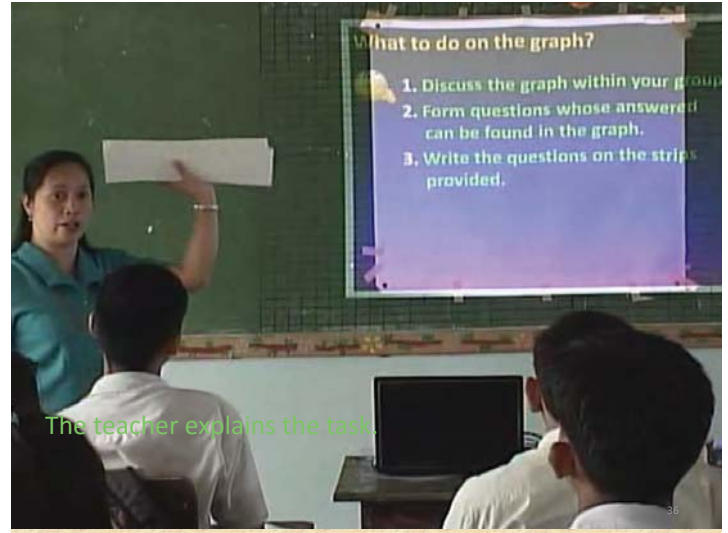 What to do on the graph?
1. Discuss the graph within your group
2. Form questions whose answered
can be found in the graph.
3. Write the questions on the strips
provided.
The teacher explains the task.
36